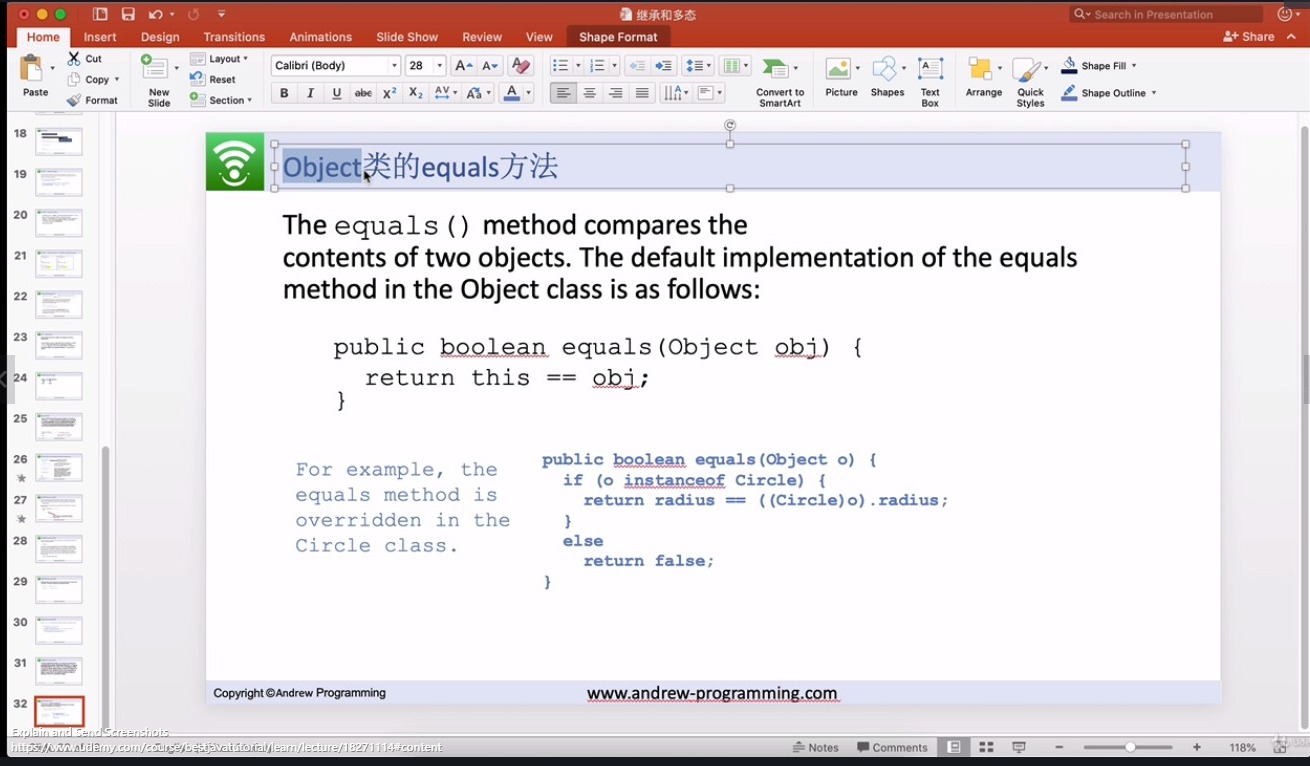 继承和多态
Search in Presentation
Home Insert Design Transitions Animations Slide Show Review View Shape Format
Share
Cut
Copy
Format
Paste
New Slide
Layout
Reset
Section
Calibri (Body) 28
B I U abc X² X₂ AV Aa A
Convert to SmartArt
Picture
Shapes
Text Box
Arrange
Quick Styles
Shape Fill
Shape Outline
18
19
20
21
22
23
24
25
26
27
28
29
30
31
32
Object类的equals方法
The equals() method compares the
contents of two objects. The default implementation of the equals
method in the Object class is as follows:
public boolean equals(Object obj) {
return this == obj;
}
For example, the
equals method is
overridden in the
Circle class.
public boolean equals(Object o) {
if (o instanceof Circle) {
return radius == ((Circle)o).radius;
}
else
return false;
}
Copyright ©Andrew Programming
www.andrew-programming.com
Explain and Send Screenshots
https://www.udemy.com/course/bestjavatutorial/learn/lecture/18271114#content
Notes
Comments
118%